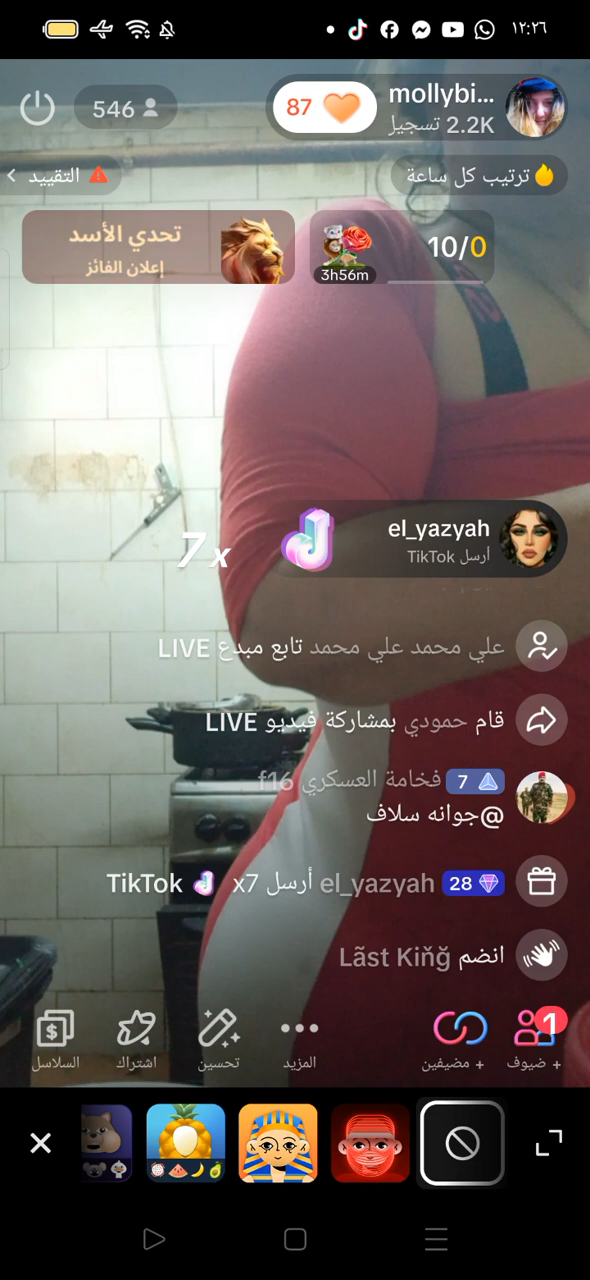 ١٢:٢٦
546
87
mollybi...
2.2K تسجيل
ترتيب كل ساعة
التقييد
10/0
3h56m
تحدي الأسد
إعلان الفائز
el_yazyah
أرسل TikTok
7x
علي محمد علي محمد تابع مبدع LIVE
قام حمودي بمشاركة فيديو LIVE
7 فخامة العسكري f16
@جوانه سلاف
28 el_yazyah أرسل TikTok x7
انضم Lãst Kiňğ
1
+ ضيوف
+ مضيفين
المزيد
تحسين
اشتراك
السلاسل